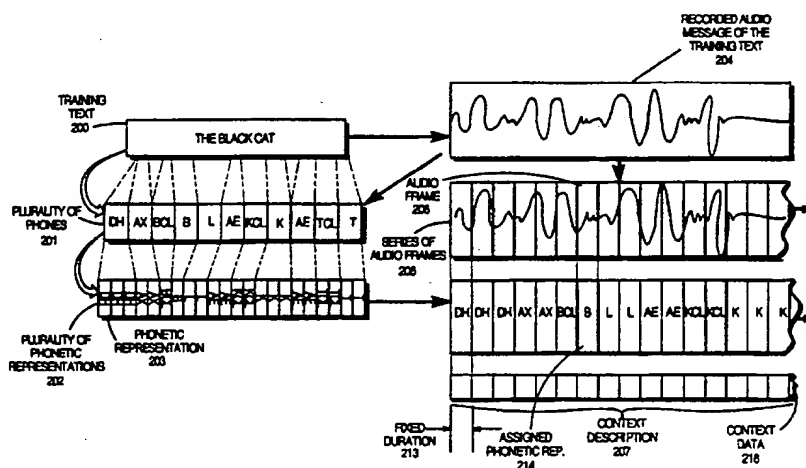 RECORDED AUDIO
MESSAGE OF THE
TRAINING TEXT
204
TRAINING
TEXT
200
THE BLACK CAT
AUDIO
FRAME
205
PLURALITY OF
PHONES
201
DH AX BCL B L AE KCL K AE TCL T
SERIES OF
AUDIO FRAMES
206
DH DH DH AX AX BCL B L L AE AE KCL KCL K K K
PLURALITY OF
PHONETIC
REPRESENTATIONS
202
PHONETIC
REPRESENTATION
203
FIXED
DURATION
213
ASSIGNED
PHONETIC REP.
214
CONTEXT
DESCRIPTION
207
CONTEXT
DATA
216